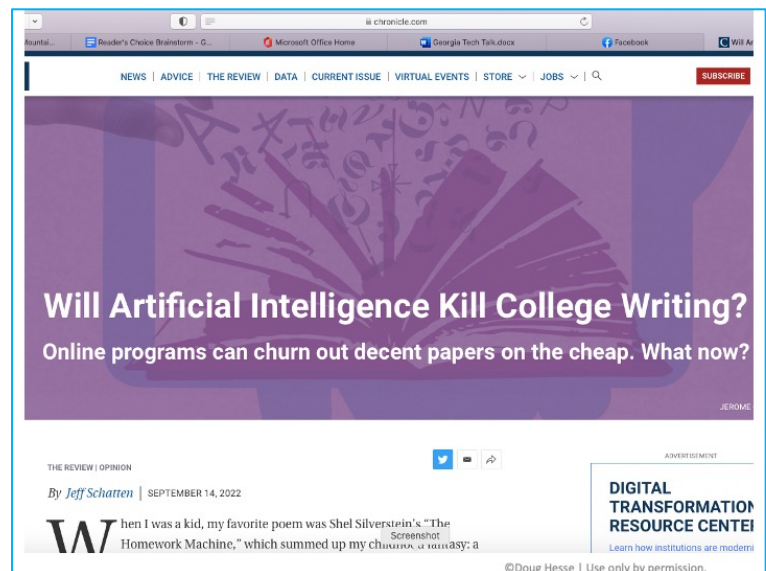 chronicle.com
Reader's Choice Brainstorm - G...
Microsoft Office Home
Georgia Tech Talk.docx
Facebook
NEWS | ADVICE | THE REVIEW | DATA | CURRENT ISSUE | VIRTUAL EVENTS | STORE | JOBS
SUBSCRIBE
Will Artificial Intelligence Kill College Writing?
Online programs can churn out decent papers on the cheap. What now?
JEROME
THE REVIEW | OPINION
By Jeff Schatten | SEPTEMBER 14, 2022
When I was a kid, my favorite poem was Shel Silverstein's "The
Homework Machine," which summed up my fantasy: a
Screenshot
ADVERTISEMENT
DIGITAL
TRANSFORMATION
RESOURCE CENTER
Learn how institutions are
©Doug Hesse | Use only by permission.